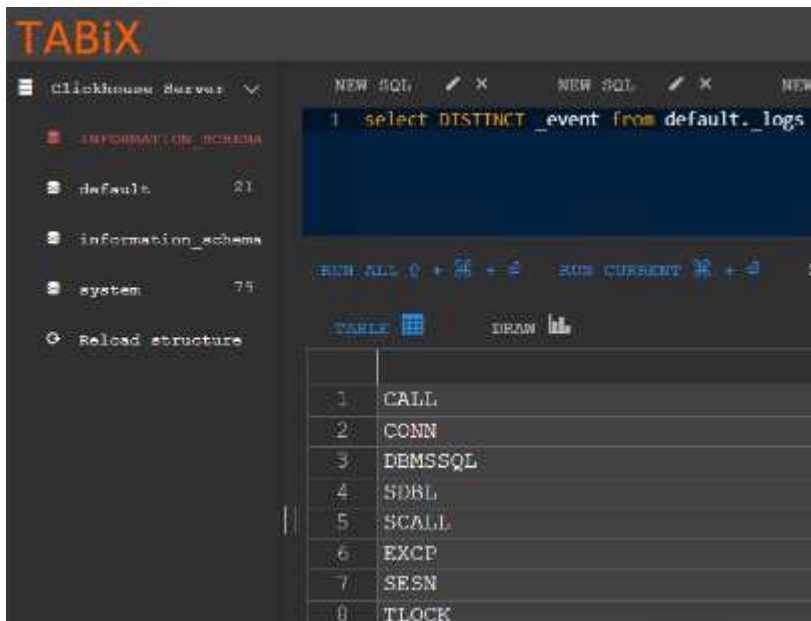 TABiX
Clickhouse Server
INFORMATION_SCHEMA
default 21
information_schema
system 75
Reload structure
NEW SQL NEW SQL NEW
1 select DISTINCT _event from default._logs
RUN ALL + ⌘ + ⏎ RUN CURRENT ⌘ + ⏎
TABLE DRAW
1 CALL
2 CONN
3 DBMSSQL
4 SDBL
5 SCALL
6 EXCP
7 SESN
8 TLOCK